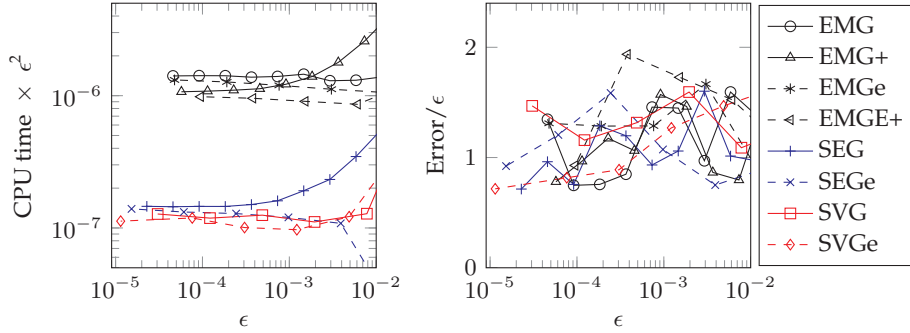 10^−6
10^−7
CPU time × ϵ^2
10^−5
10^−4
10^−3
10^−2
ϵ
2
1
0
Error/ϵ
10^−5
10^−4
10^−3
10^−2
ϵ
EMG
EMG+
EMGe
EMGE+
SEG
SEGe
SVG
SVGe